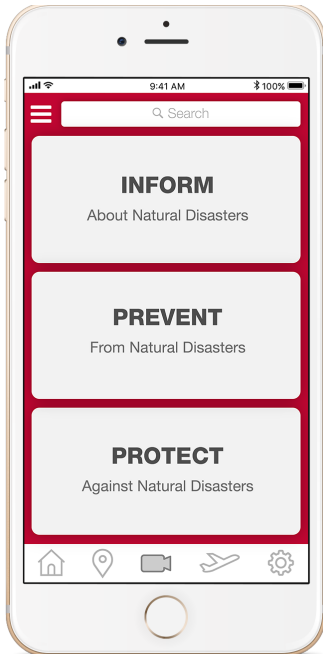 9:41 AM
100%
Search
INFORM
About Natural Disasters
PREVENT
From Natural Disasters
PROTECT
Against Natural Disasters